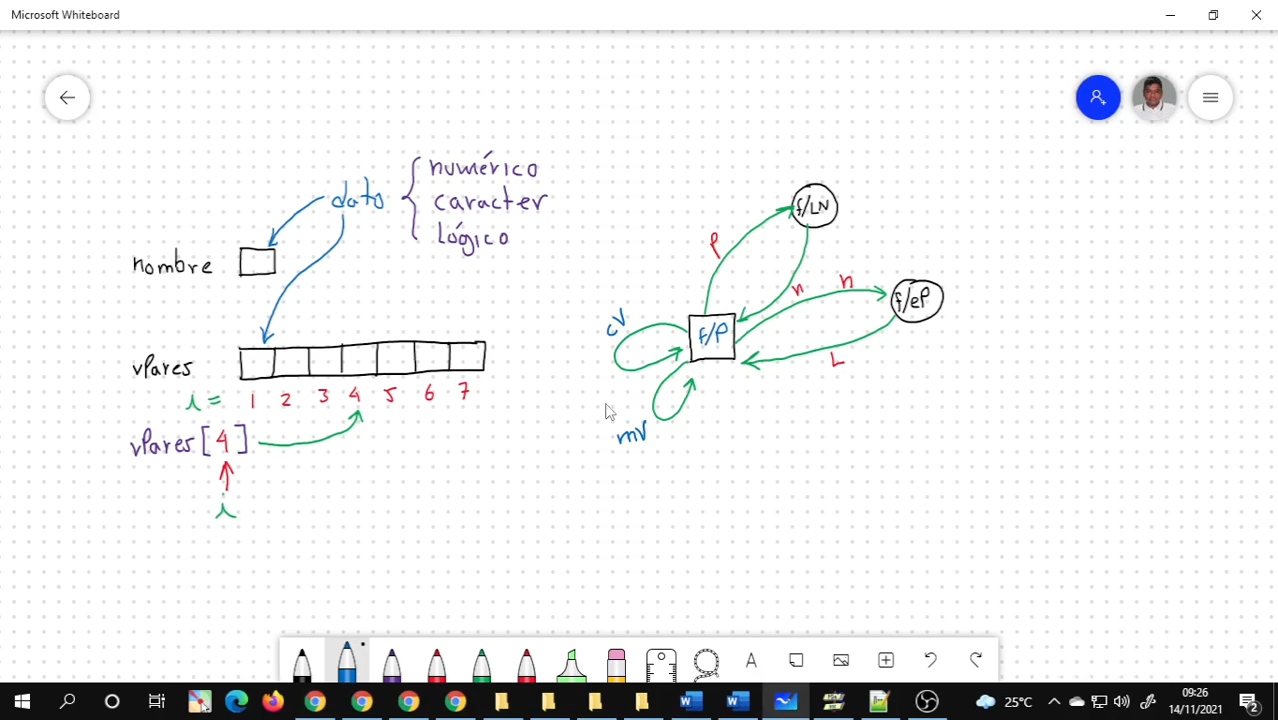 Microsoft Whiteboard
dato
numérico
caracter
lógico
nombre
vPares
i = 1 2 3 4 5 6 7
vPares[4]
i
f/LN
P
n
n
f/eP
f/P
cV
L
mV
25°C
09:26
14/11/2021
2